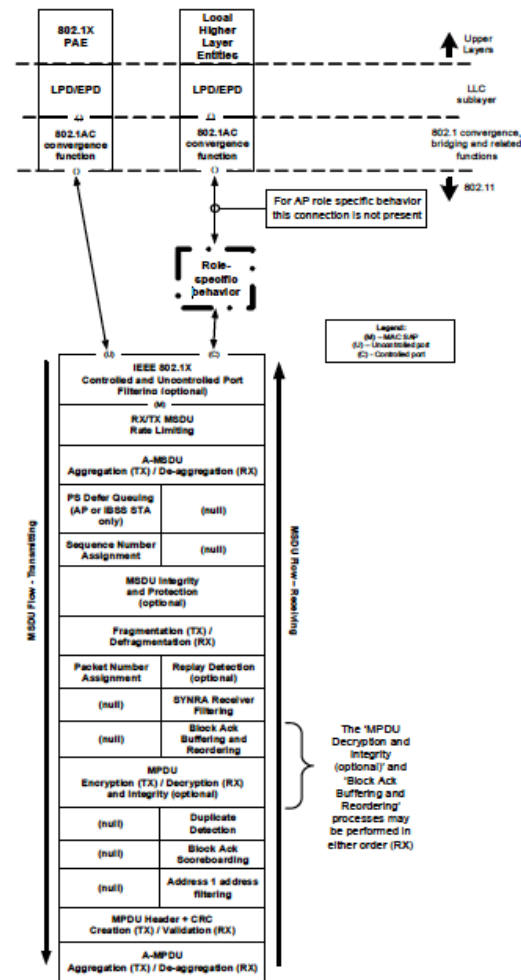 802.1X
PAE
Local
Higher
Layer
Entities
Upper
Layers
LPD/EPD
LPD/EPD
LLC
sublayer
()
()
802.1AC
convergence
function
802.1AC
convergence
function
802.1 convergence,
bridging and related
functions
()
()
802.11
For AP role specific behavior
this connection is not present
Role-
specific
behavior
Legend:
(M) – MAC SAP
(U) – Uncontrolled port
(C) - Controlled port
(U)
(C)
IEEE 802.1X
Controlled and Uncontrolled Port
Filtering (optional)
(M)
RX/TX MSDU
Rate Limiting
A-MSDU
Aggregation (TX) / De-aggregation (RX)
PS Defer Queuing
(AP or IBSS STA
only)
(null)
Sequence Number
Assignment
(null)
MSDU Flow - Transmitting
MSDU Flow – Receiving
MSDU Integrity
and Protection
(optional)
Fragmentation (TX) /
Defragmentation (RX)
Packet Number
Assignment
Replay Detection
(optional)
(null)
SYNRA Receiver
Filtering
(null)
Block Ack
Buffering and
Reordering
MPDU
Encryption (TX) / Decryption (RX)
and Integrity (optional)
The 'MPDU
Decryption and
Integrity
(optional)' and
'Block Ack
Buffering and
Reordering'
processes may
be performed in
either order (RX)
(null)
Duplicate
Detection
(null)
Block Ack
Scoreboarding
(null)
Address 1 address
filtering
MPDU Header + CRC
Creation (TX) / Validation (RX)
A-MPDU
Aggregation (TX) / De-aggregation (RX)